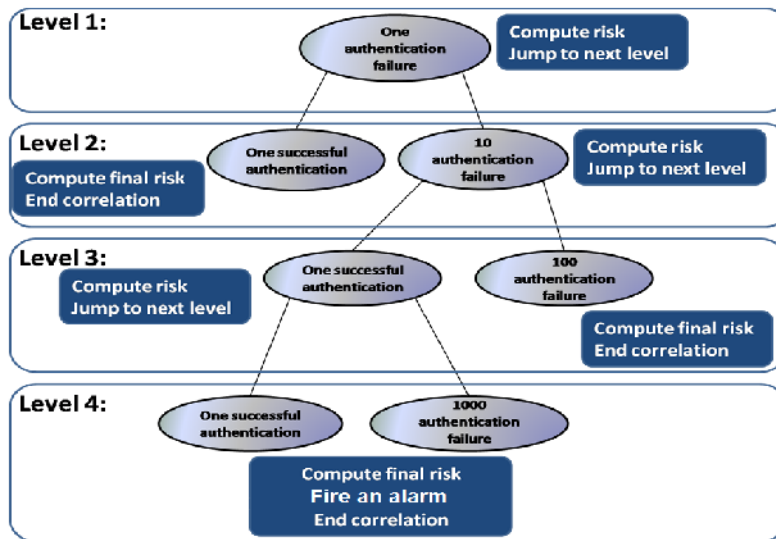 Level 1:
One
authentication
failure
Compute risk
Jump to next level
Level 2:
One successful
authentication
10
authentication
failure
Compute risk
Jump to next level
Compute final risk
End correlation
Level 3:
One successful
authentication
100
authentication
failure
Compute risk
Jump to next level
Compute final risk
End correlation
Level 4:
One successful
authentication
1000
authentication
failure
Compute final risk
Fire an alarm
End correlation